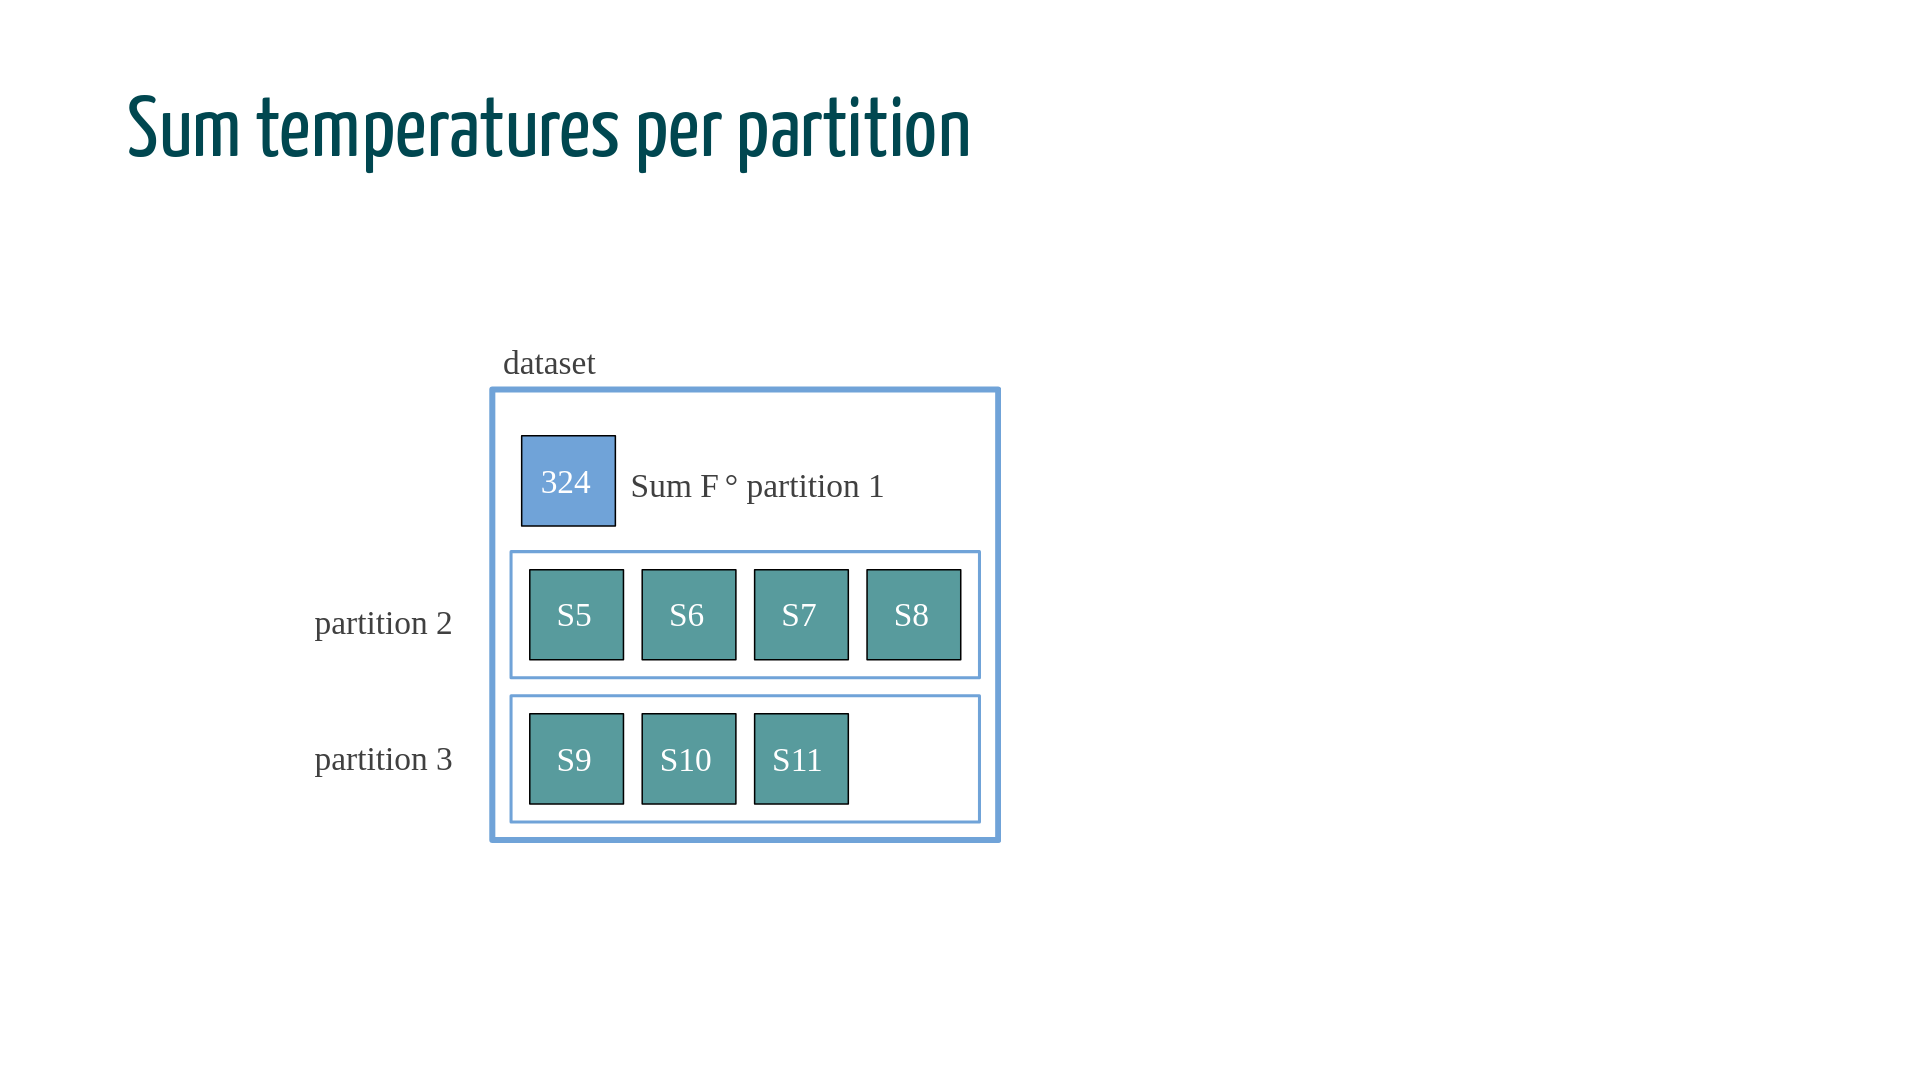 Sum temperatures per partition
dataset
324 Sum F ° partition 1
partition 2 S5 S6 S7 S8
partition 3 S9 S10 S11